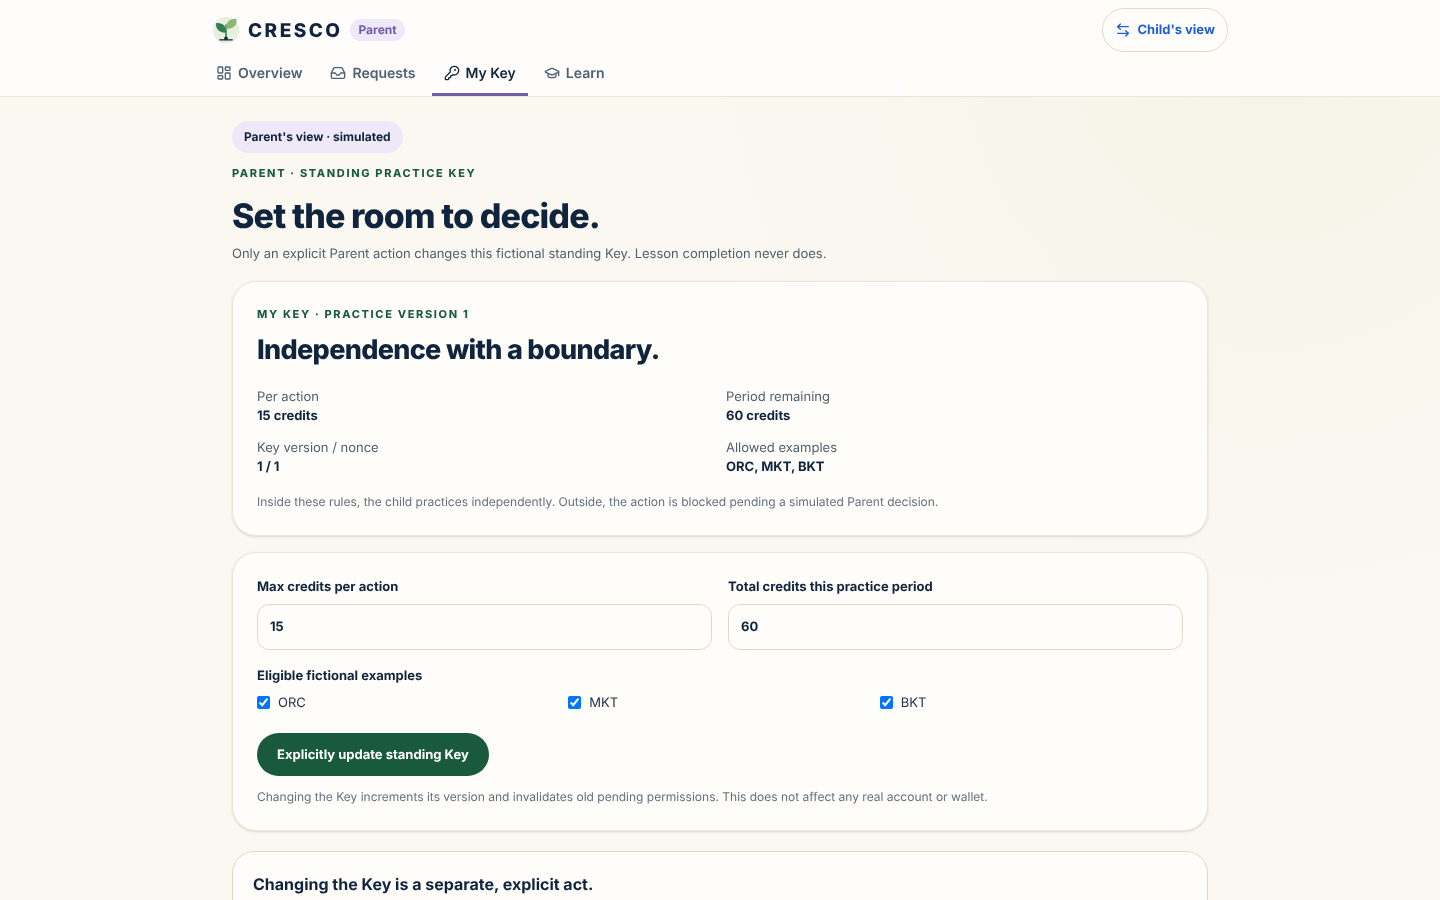 CRESCO Parent
Child's view
Overview Requests My Key Learn
Parent's view · simulated
PARENT · STANDING PRACTICE KEY
Set the room to decide.
Only an explicit Parent action changes this fictional standing Key. Lesson completion never does.
MY KEY · PRACTICE VERSION 1
Independence with a boundary.
Per action
15 credits
Period remaining
60 credits
Key version / nonce
1 / 1
Allowed examples
ORC, MKT, BKT
Inside these rules, the child practices independently. Outside, the action is blocked pending a simulated Parent decision.
Max credits per action
15
Total credits this practice period
60
Eligible fictional examples
ORC MKT BKT
Explicitly update standing Key
Changing the Key increments its version and invalidates old pending permissions. This does not affect any real account or wallet.
Changing the Key is a separate, explicit act.